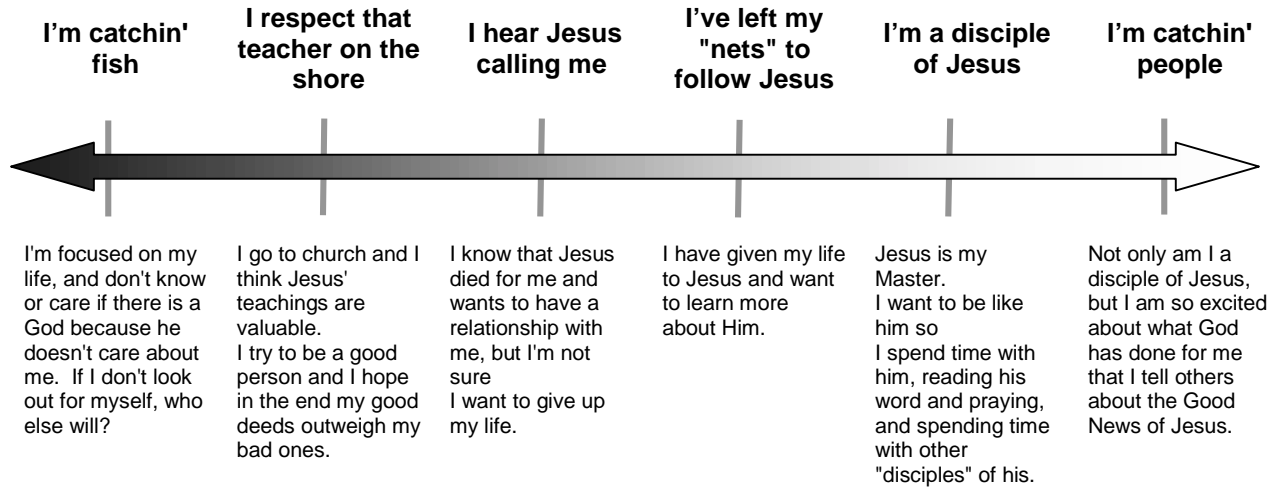 I’m catchin'
fish
I respect that
teacher on the
shore
I hear Jesus
calling me
I’ve left my
"nets" to
follow Jesus
I’m a disciple
of Jesus
I’m catchin'
people
I'm focused on my
life, and don't know
or care if there is a
God because he
doesn't care about
me.  If I don't look
out for myself, who
else will?
I go to church and I
think Jesus'
teachings are
valuable.
I try to be a good
person and I hope
in the end my good
deeds outweigh my
bad ones.
I know that Jesus
died for me and
wants to have a
relationship with
me, but I'm not
sure
I want to give up
my life.
I have given my life
to Jesus and want
to learn more
about Him.
Jesus is my
Master.
I want to be like
him so
I spend time with
him, reading his
word and praying,
and spending time
with other
"disciples" of his.
Not only am I a
disciple of Jesus,
but I am so excited
about what God
has done for me
that I tell others
about the Good
News of Jesus.